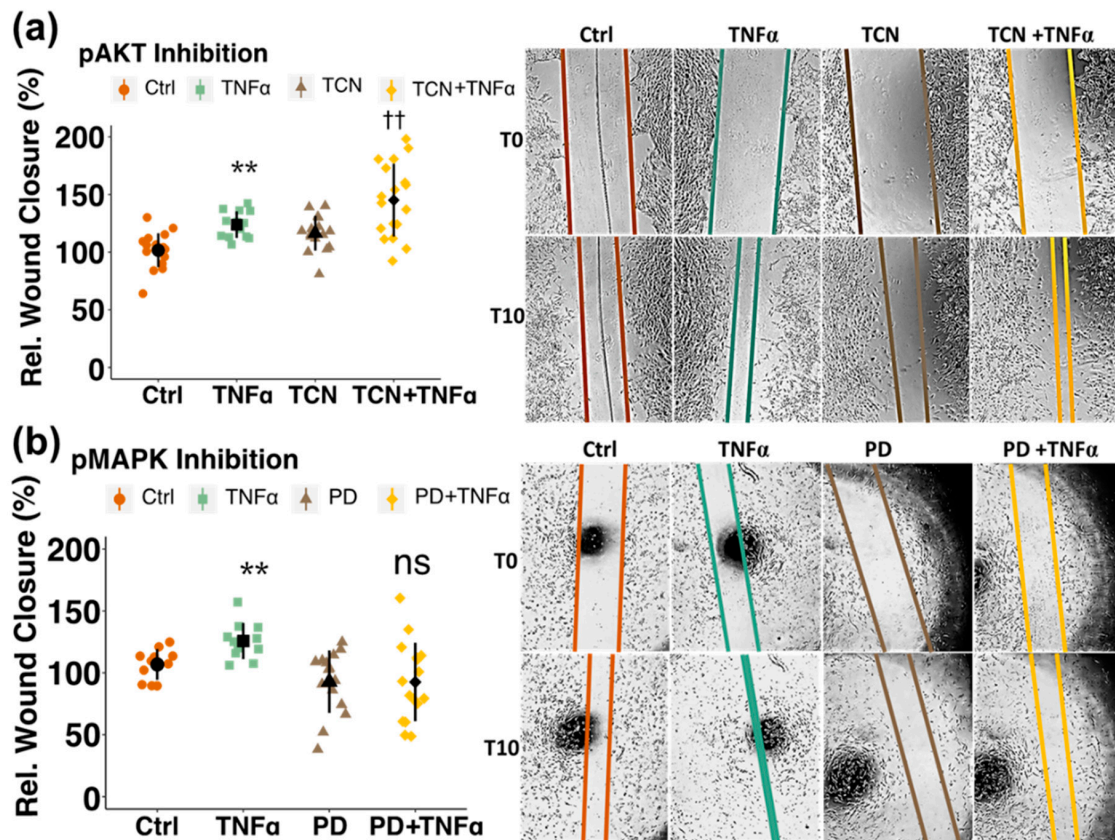 (a)
pAKT Inhibition
Ctrl TNFα TCN TCN+TNFα
Rel. Wound Closure (%)
200
150
100
50
0
**
††
Ctrl TNFα TCN TCN+TNFα
Ctrl TNFα TCN TCN +TNFα
T0
T10
(b)
pMAPK Inhibition
Ctrl TNFα PD PD+TNFα
Rel. Wound Closure (%)
200
150
100
50
0
**
ns
Ctrl TNFα PD PD+TNFα
Ctrl TNFα PD PD +TNFα
T0
T10